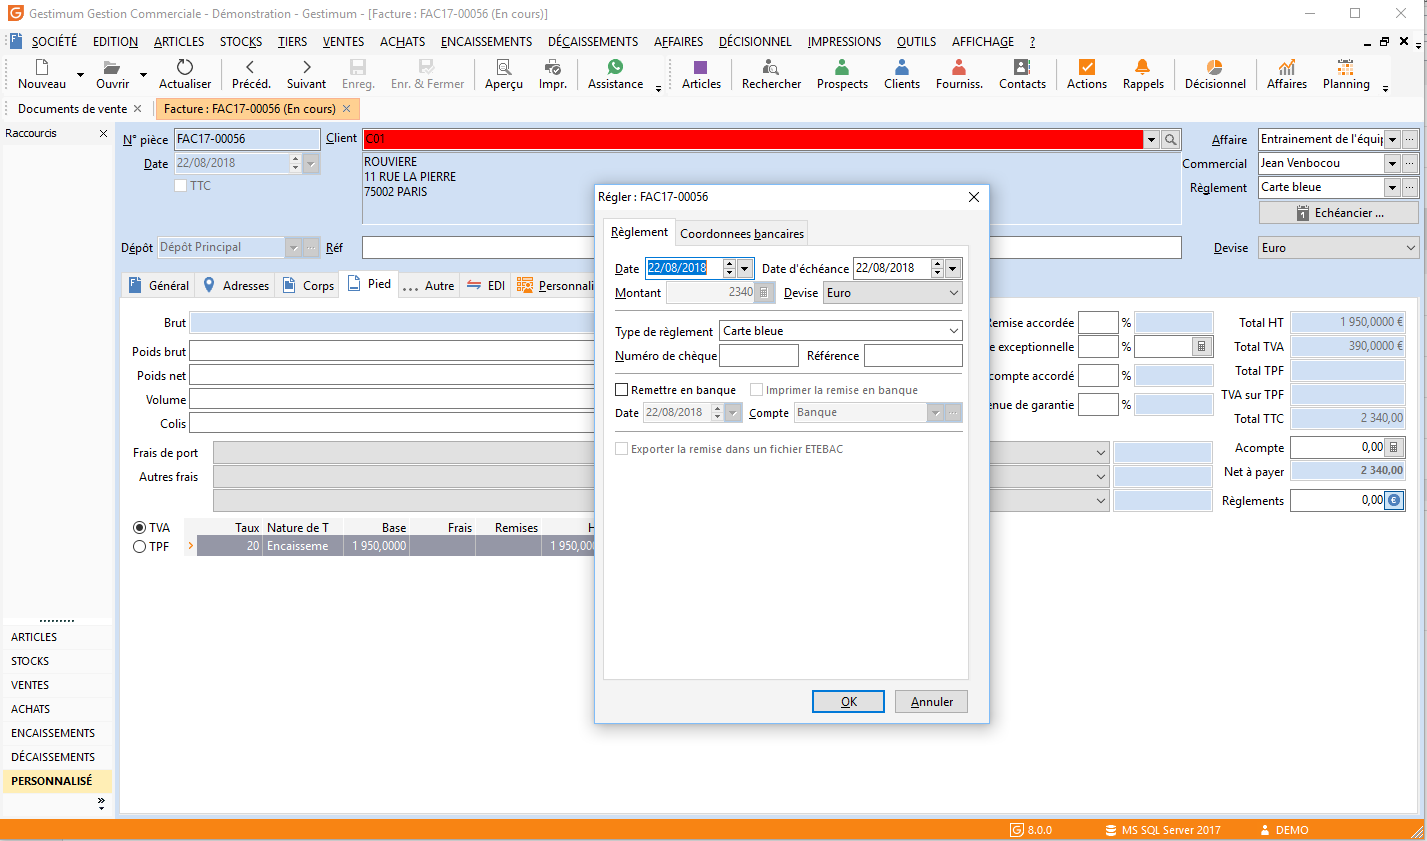 Gestimum Gestion Commerciale - Démonstration - Gestimum - [Facture : FAC17-00056 (En cours)]
SOCIÉTÉ EDITION ARTICLES STOCKS TIERS VENTES ACHATS ENCAISSEMENTS DÉCAISSEMENTS AFFAIRES DÉCISIONNEL IMPRESSIONS OUTILS AFFICHAGE ?
Nouveau Ouvrir Actualiser Précéd. Suivant Enreg. Enr. & Fermer Aperçu Impr. Assistance Articles Rechercher Prospects Clients Fourniss. Contacts Actions Rappels Décisionnel Affaires Planning
Documents de vente Facture : FAC17-00056 (En cours)
Raccourcis
N° pièce FAC17-00056 Client C01 Affaire Entrainement de l'équip
Date 22/08/2018 ROUVIERE Commercial Jean Venbocou
11 RUE LA PIERRE
TTC 75002 PARIS Règlement Carte bleue
Echéancier ...
Dépôt Dépôt Principal Réf Devise Euro
Général Adresses Corps Pied Autre EDI Personnali
Brut
Poids brut
Poids net
Volume
Colis
Frais de port
Autres frais
TVA Taux Nature de T Base Frais Remises H
TPF 20 Encaisseme 1 950,0000 1 950,00
Régler : FAC17-00056
Règlement Coordonnees bancaires
Date 22/08/2018 Date d'échéance 22/08/2018
Montant 2340 Devise Euro
Type de règlement Carte bleue
Numéro de chèque Référence
Remettre en banque Imprimer la remise en banque
Date 22/08/2018 Compte Banque
Exporter la remise dans un fichier ETEBAC
OK Annuler
Remise accordée % Total HT 1 950,0000 €
e exceptionnelle % Total TVA 390,0000 €
Total TPF
compte accordé %
TVA sur TPF
enue de garantie %
Total TTC 2 340,00
Acompte 0,00
Net à payer 2 340,00
Règlements 0,00
ARTICLES
STOCKS
VENTES
ACHATS
ENCAISSEMENTS
DÉCAISSEMENTS
PERSONNALISÉ
8.0.0 MS SQL Server 2017 DEMO